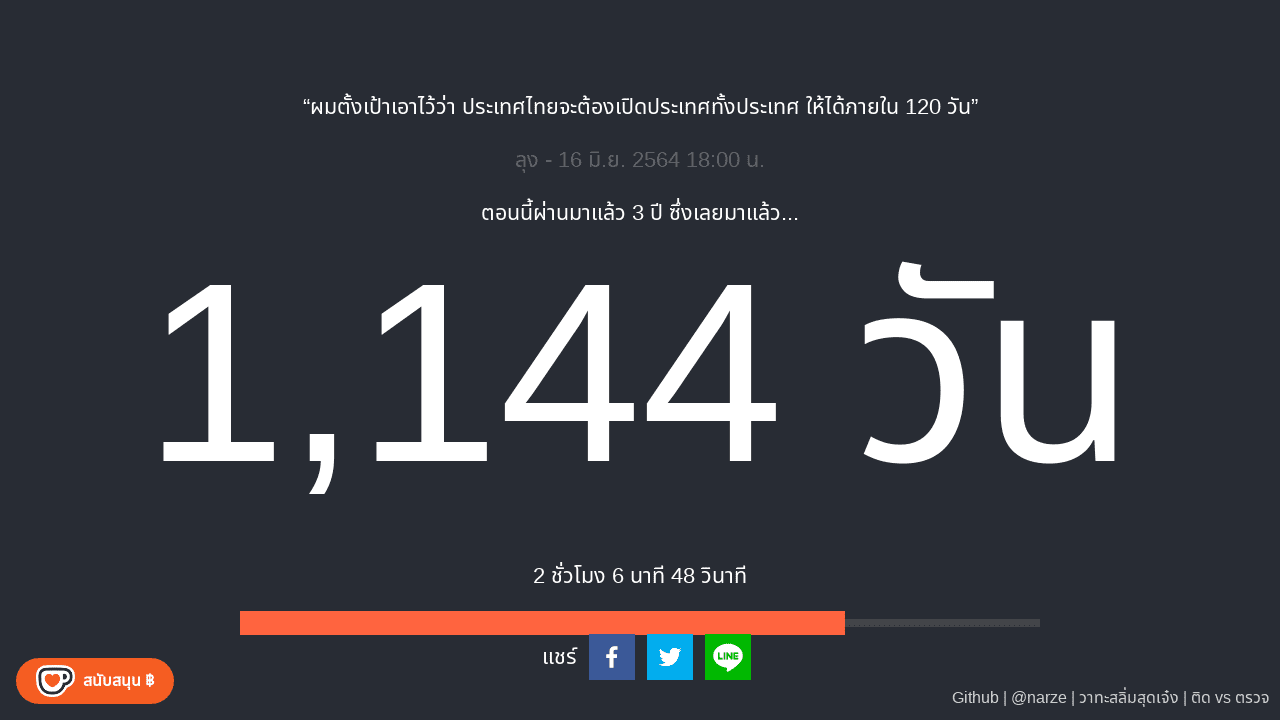 “ผมตั้งเป้าเอาไว้ว่า ประเทศไทยจะต้องเปิดประเทศทั้งประเทศ ให้ได้ภายใน 120 วัน”
ลุง - 16 มิ.ย. 2564 18:00 น.
ตอนนี้ผ่านมาแล้ว 3 ปี ซึ่งเลยมาแล้ว...
1,144 วัน
2 ชั่วโมง 6 นาที 48 วินาที
แชร์
LINE
สนับสนุน ฿
Github | @narze | วาทะสลิ่มสุดเจ๋ง | ติด vs ตรวจ